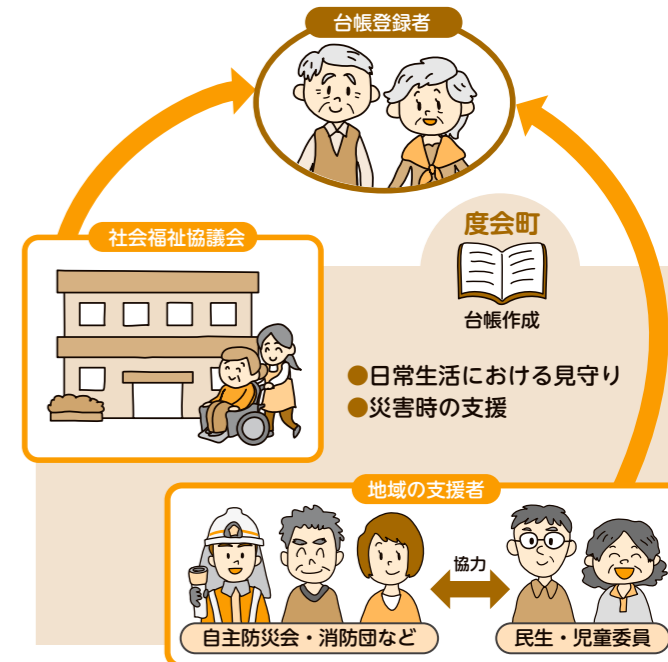 台帳登録者
社会福祉協議会
度会町
台帳作成
●日常生活における見守り
●災害時の支援
地域の支援者
協力
自主防災会・消防団など
民生・児童委員